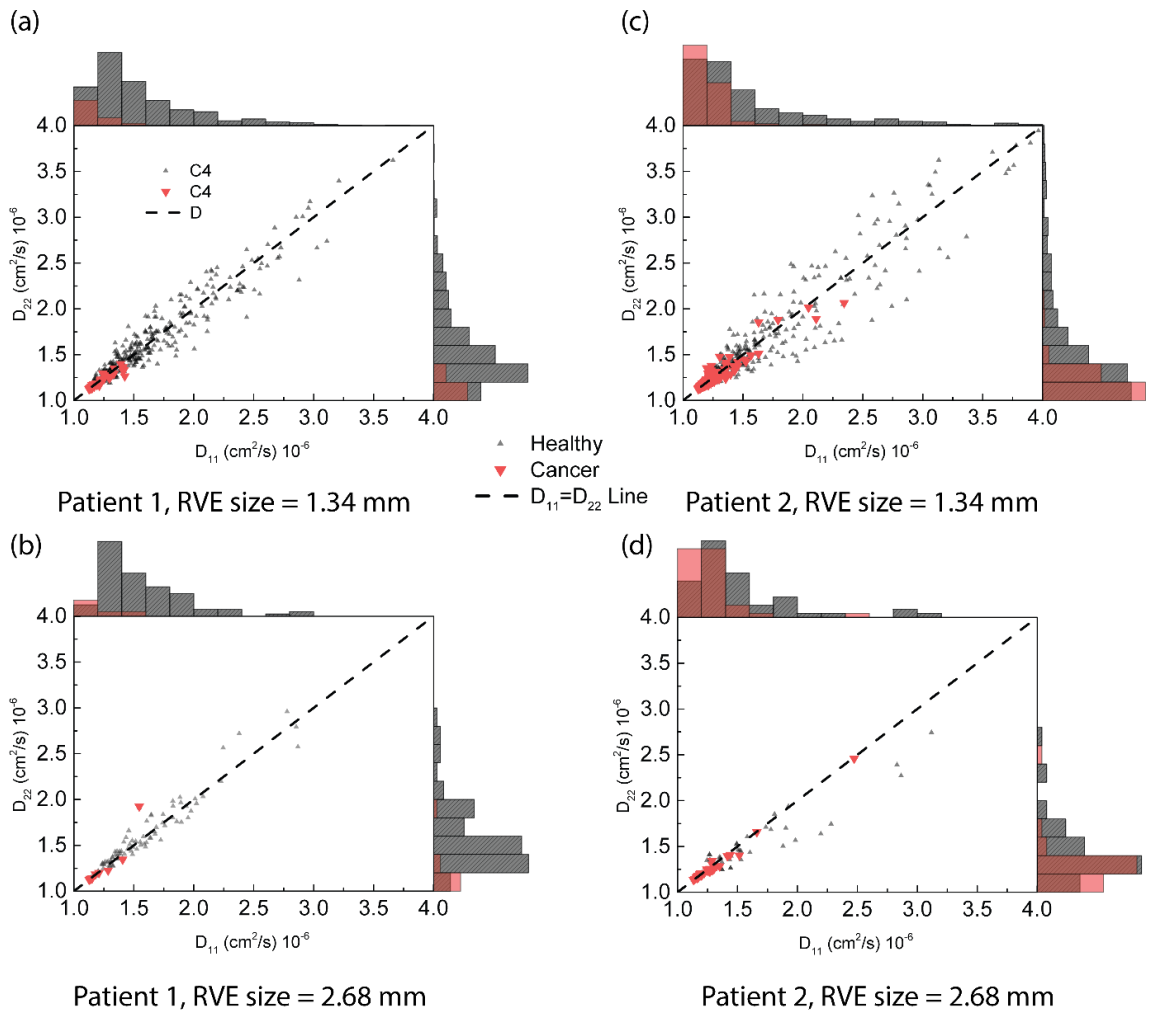 (a)
4.0
3.5
3.0
2.5
2.0
1.5
1.0
D₂₂ (cm²/s) 10⁻⁶
C4
C4
D
1.0 1.5 2.0 2.5 3.0 3.5 4.0
D₁₁ (cm²/s) 10⁻⁶
Patient 1, RVE size = 1.34 mm
(c)
4.0
3.5
3.0
2.5
2.0
1.5
1.0
D₂₂ (cm²/s) 10⁻⁶
1.0 1.5 2.0 2.5 3.0 3.5 4.0
D₁₁ (cm²/s) 10⁻⁶
Patient 2, RVE size = 1.34 mm
Healthy
Cancer
D₁₁=D₂₂ Line
(b)
4.0
3.5
3.0
2.5
2.0
1.5
1.0
D₂₂ (cm²/s) 10⁻⁶
1.0 1.5 2.0 2.5 3.0 3.5 4.0
D₁₁ (cm²/s) 10⁻⁶
Patient 1, RVE size = 2.68 mm
(d)
4.0
3.5
3.0
2.5
2.0
1.5
1.0
D₂₂ (cm²/s) 10⁻⁶
1.0 1.5 2.0 2.5 3.0 3.5 4.0
D₁₁ (cm²/s) 10⁻⁶
Patient 2, RVE size = 2.68 mm